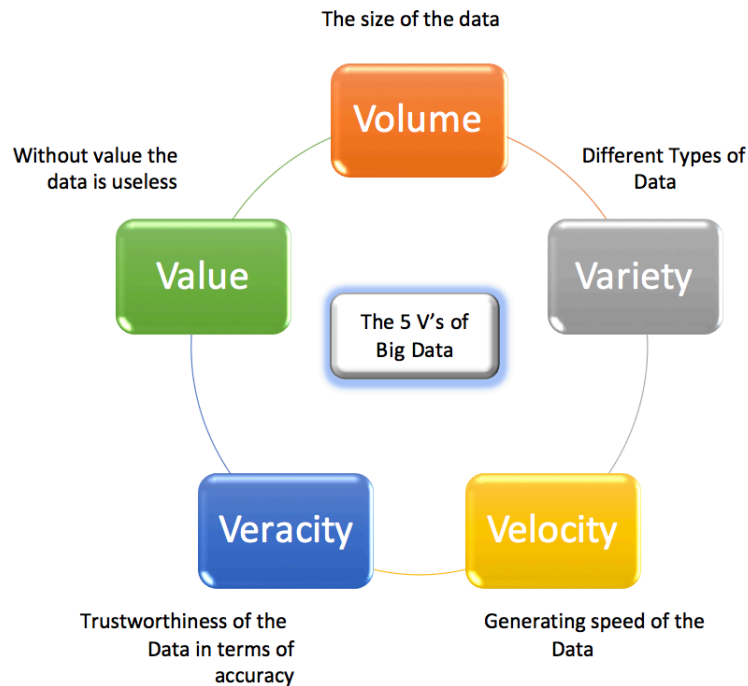 The size of the data
Volume
Different Types of
Data
Variety
Generating speed of the
Data
Velocity
Trustworthiness of the
Data in terms of
accuracy
Veracity
Without value the
data is useless
Value
The 5 V’s of
Big Data